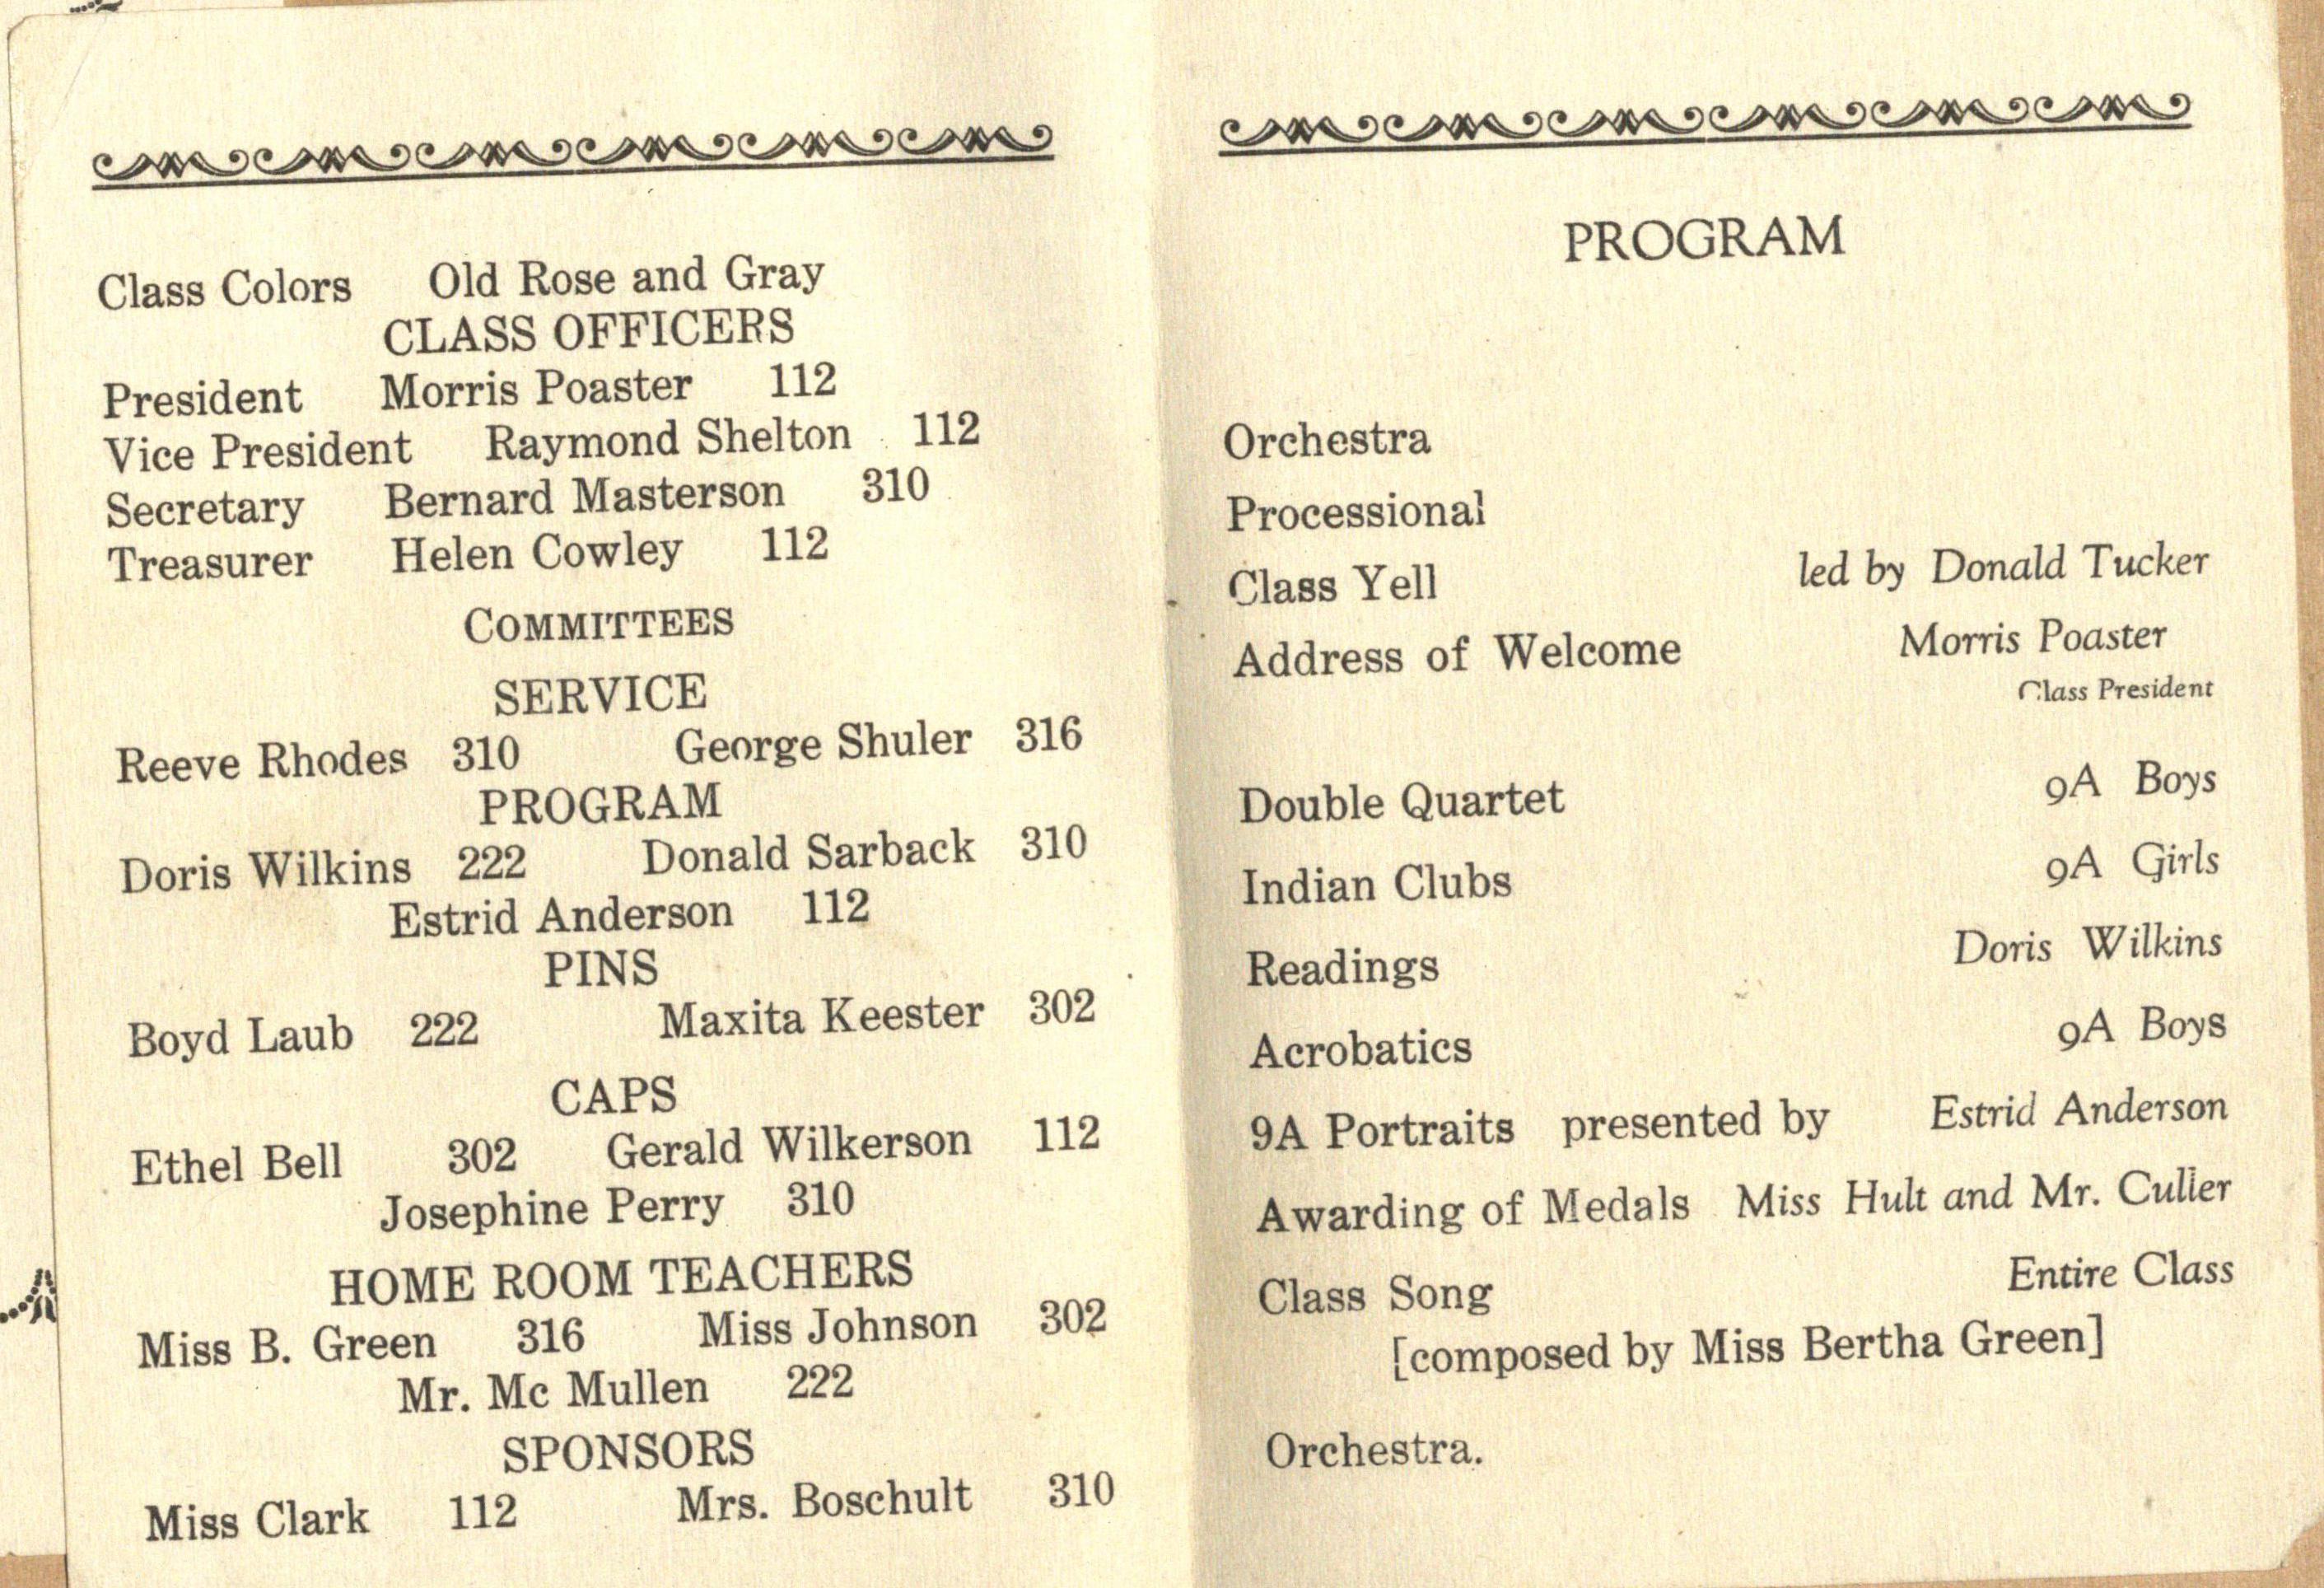 Class Colors Old Rose and Gray
CLASS OFFICERS
President Morris Poaster 112
Vice President Raymond Shelton 112
Secretary Bernard Masterson 310
Treasurer Helen Cowley 112
COMMITTEES
SERVICE
Reeve Rhodes 310 George Shuler 316
PROGRAM
Doris Wilkins 222 Donald Sarback 310
Estrid Anderson 112
PINS
Boyd Laub 222 Maxita Keester 302
CAPS
Ethel Bell 302 Gerald Wilkerson 112
Josephine Perry 310
HOME ROOM TEACHERS
Miss B. Green 316 Miss Johnson 302
Mr. Mc Mullen 222
SPONSORS
Miss Clark 112 Mrs. Boschult 310
PROGRAM
Orchestra
Processional
Class Yell led by Donald Tucker
Address of Welcome Morris Poaster
Class President
Double Quartet 9A Boys
Indian Clubs 9A Girls
Readings Doris Wilkins
Acrobatics 9A Boys
9A Portraits presented by Estrid Anderson
Awarding of Medals Miss Hult and Mr. Culler
Class Song Entire Class
[composed by Miss Bertha Green]
Orchestra.